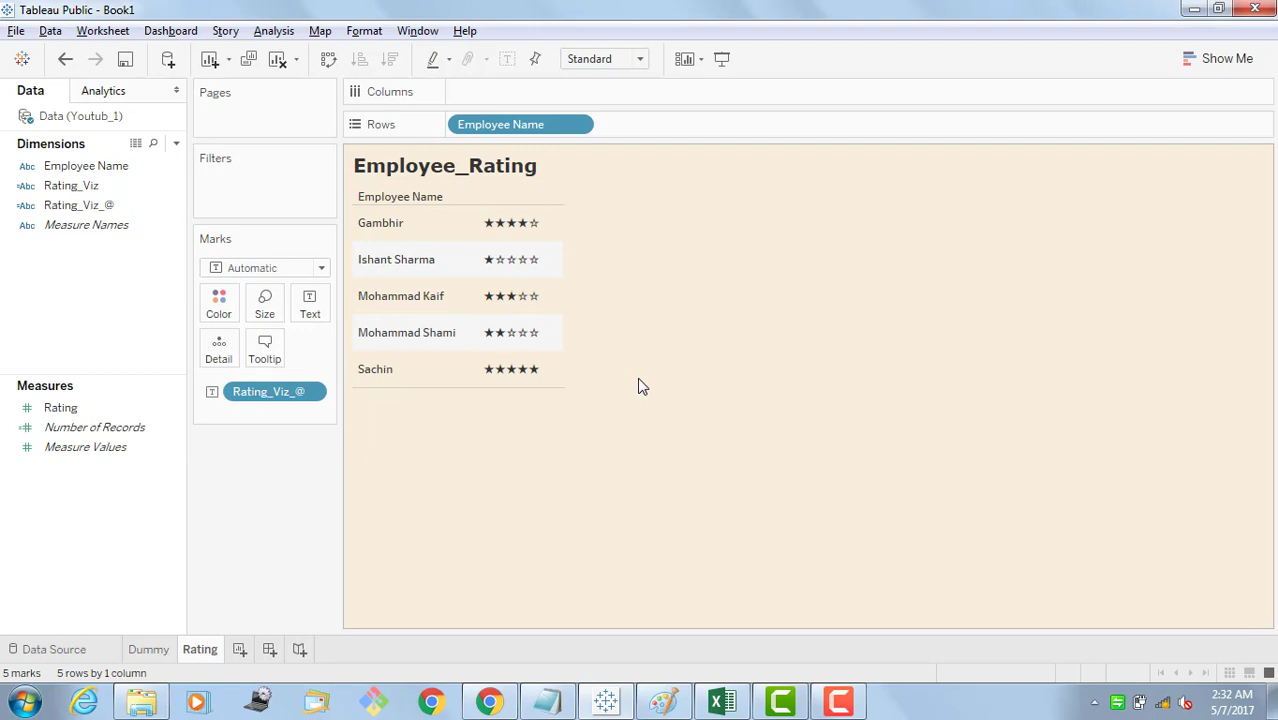 Tableau Public - Book1
File Data Worksheet Dashboard Story Analysis Map Format Window Help
Standard
Show Me
Data Analytics
Data (Youtub_1)
Dimensions
Abc Employee Name
=Abc Rating_Viz
=Abc Rating_Viz_@
Abc Measure Names
Measures
# Rating
=# Number of Records
# Measure Values
Pages
Filters
Marks
T Automatic
Color Size Text
Detail Tooltip
T Rating_Viz_@
Columns
Rows Employee Name
Employee_Rating
Employee Name
Gambhir ★★★★☆
Ishant Sharma ★☆☆☆☆
Mohammad Kaif ★★★☆☆
Mohammad Shami ★★☆☆☆
Sachin ★★★★★
Data Source Dummy Rating
5 marks 5 rows by 1 column
2:32 AM
5/7/2017